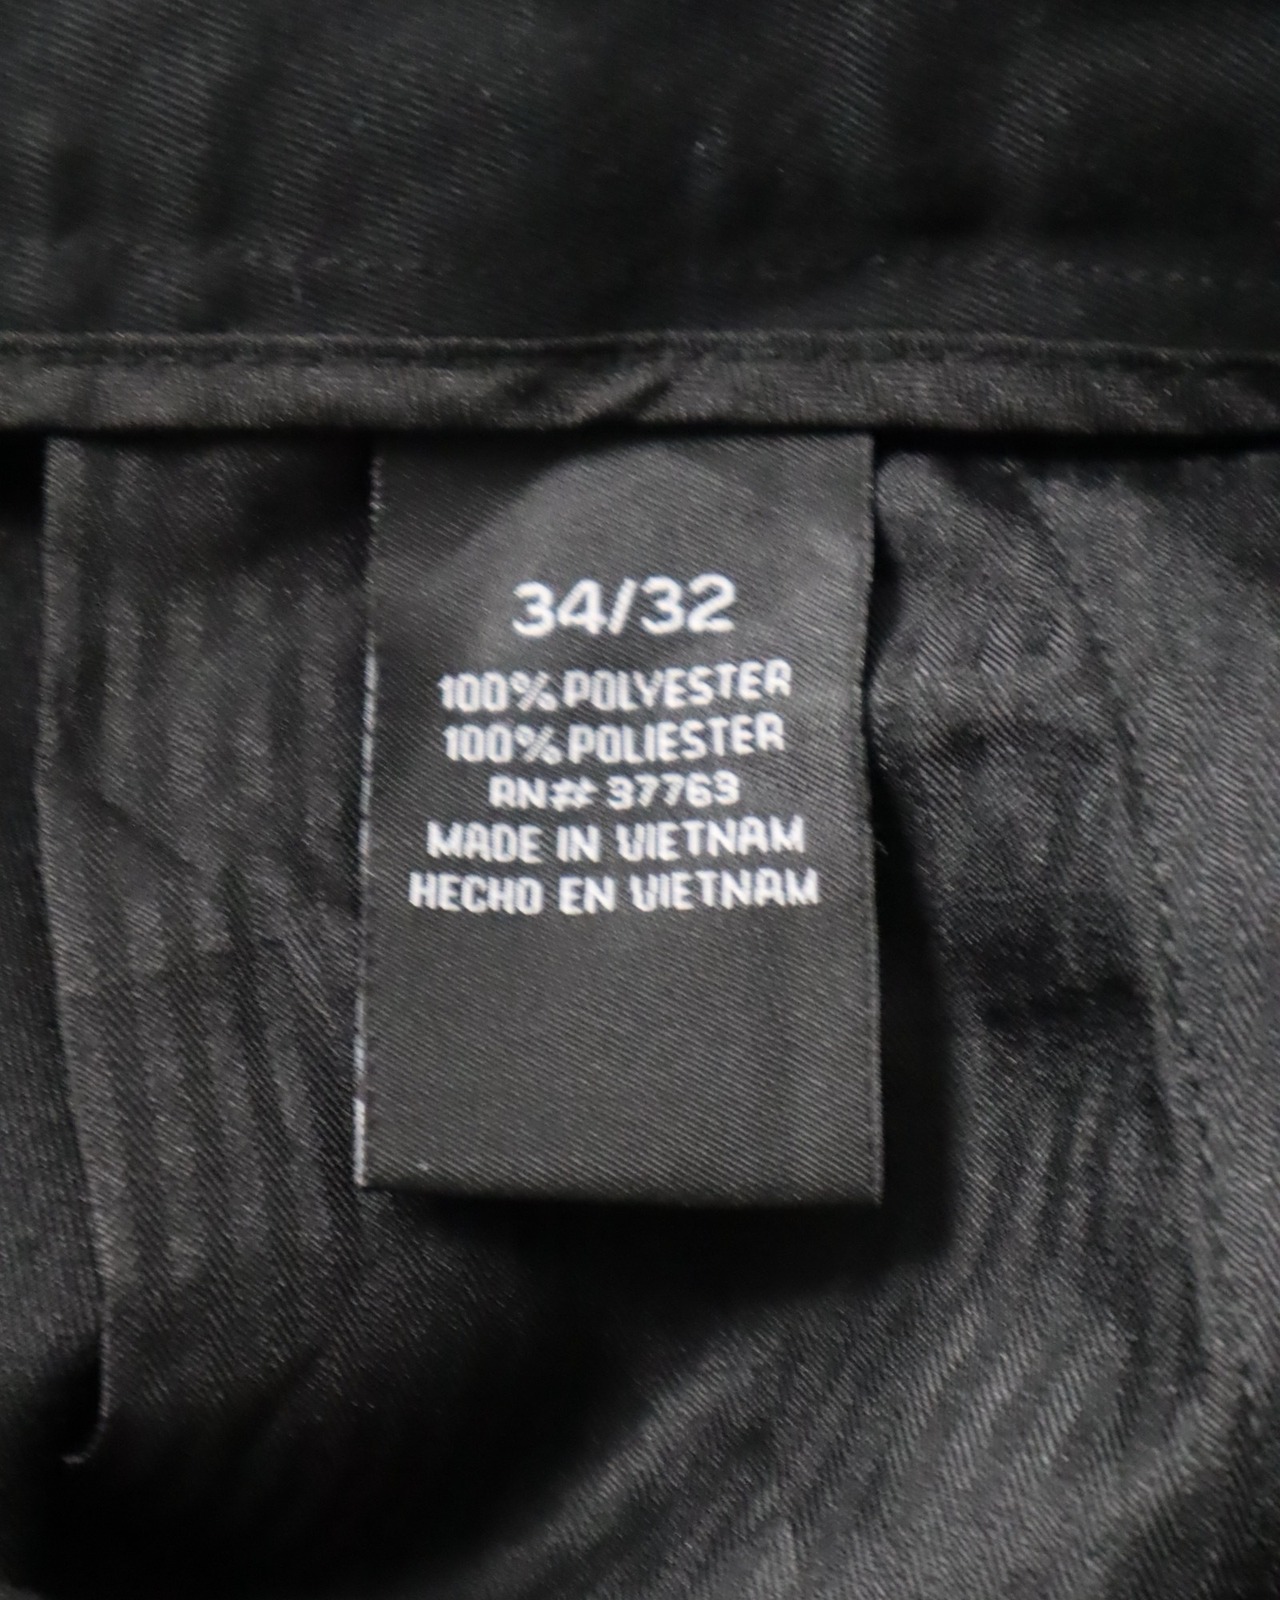 34/32
100% POLYESTER
100% POLIESTER
RN# 37763
MADE IN VIETNAM
HECHO EN VIETNAM